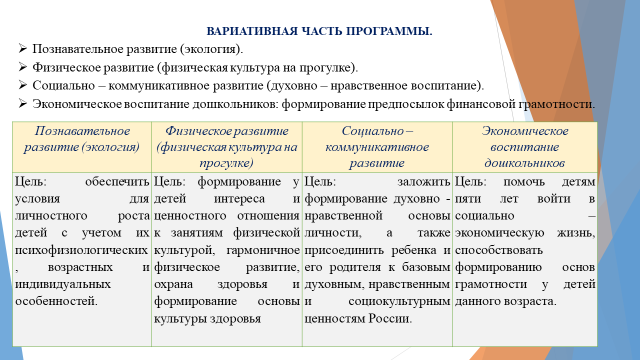 ВАРИАТИВНАЯ ЧАСТЬ ПРОГРАММЫ.
➢ Познавательное развитие (экология).
➢ Физическое развитие (физическая культура на прогулке).
➢ Социально – коммуникативное развитие (духовно – нравственное воспитание).
➢ Экономическое воспитание дошкольников: формирование предпосылок финансовой грамотности.
Познавательное
развитие (экология)
Физическое развитие
(физическая культура на
прогулке)
Социально –
коммуникативное
развитие
Экономическое
воспитание
дошкольников
Цель: обеспечить
условия для
личностного роста
детей с учетом их
психофизиологических
, возрастных и
индивидуальных
особенностей.
Цель: формирование у
детей интереса и
ценностного отношения
к занятиям физической
культурой, гармоничное
физическое развитие,
охрана здоровья и
формирование основы
культуры здоровья
Цель: заложить
формирование духовно -
нравственной основы
личности, а также
присоединить ребенка и
его родителя к базовым
духовным, нравственным
и социокультурным
ценностям России.
Цель: помочь детям
пяти лет войти в
социально –
экономическую жизнь,
способствовать
формированию основ
грамотности у детей
данного возраста.